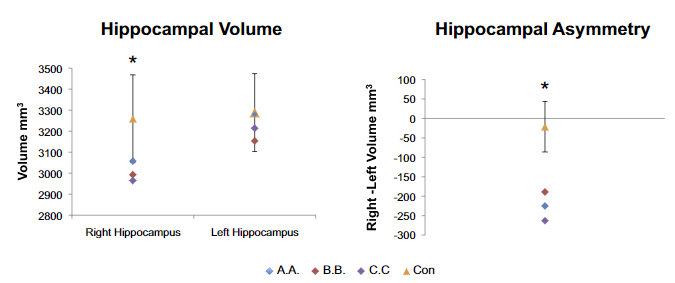 Hippocampal Volume
*
3500
3400
3300
3200
3100
3000
2900
2800
Volume mm³
Right Hippocampus
Left Hippocampus
Hippocampal Asymmetry
*
100
50
0
-50
-100
-150
-200
-250
-300
Right -Left Volume mm³
A.A.
B.B.
C.C
Con